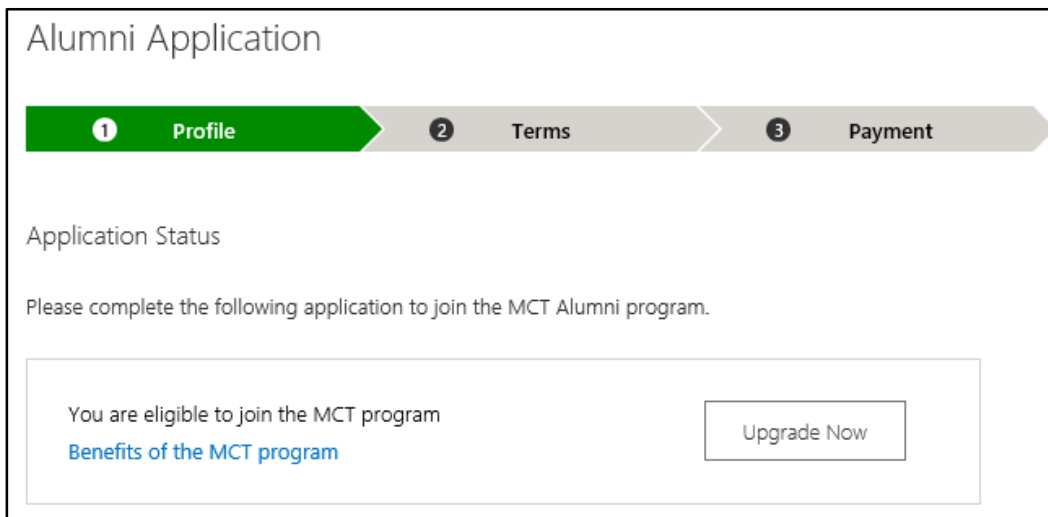 Alumni Application
1 Profile 2 Terms 3 Payment
Application Status
Please complete the following application to join the MCT Alumni program.
You are eligible to join the MCT program
Benefits of the MCT program
Upgrade Now